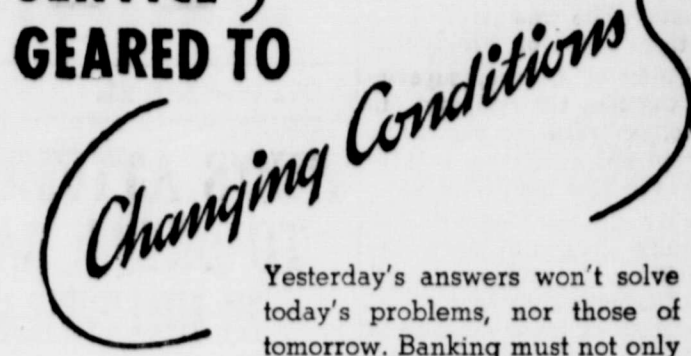 GEARED TO
Changing Conditions
Yesterday's answers won't solve
today's problems, nor those of
tomorrow. Banking must not only